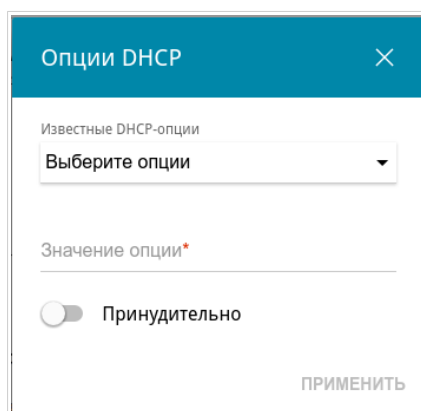 Опции DHCP
Известные DHCP-опции
Выберите опции
Значение опции*
Принудительно
ПРИМЕНИТЬ